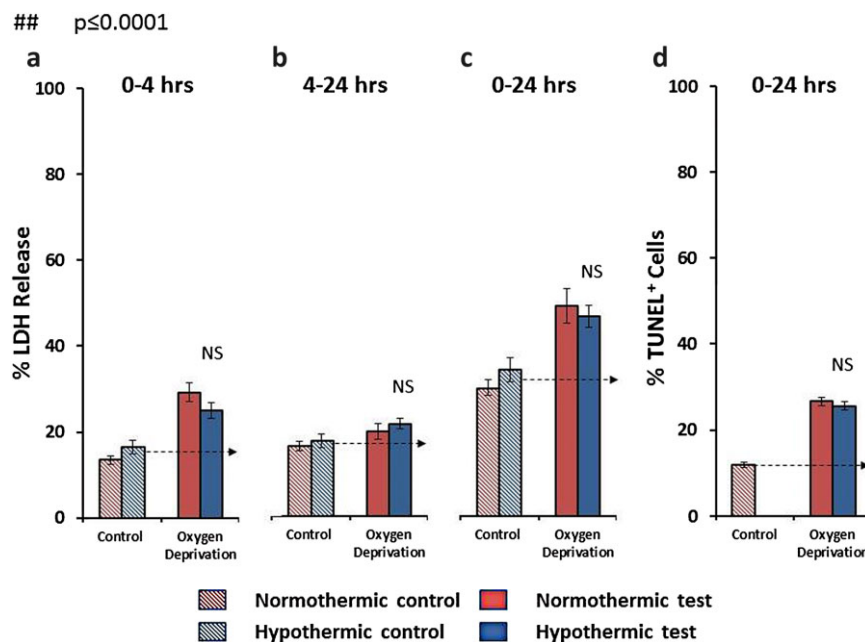 ## p≤0.0001
a b c d
0-4 hrs 4-24 hrs 0-24 hrs 0-24 hrs
% LDH Release
100
80
60
40
20
0
NS
Control
Oxygen
Deprivation
NS
Control
Oxygen
Deprivation
NS
Control
Oxygen
Deprivation
% TUNEL⁺ Cells
100
80
60
40
20
0
NS
Control
Oxygen
Deprivation
Normothermic control Normothermic test
Hypothermic control Hypothermic test